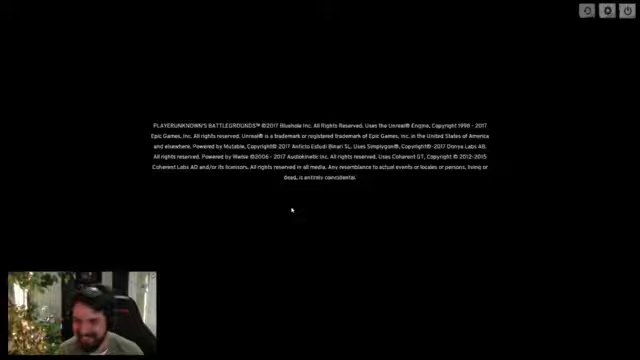 PLAYERUNKNOWN'S BATTLEGROUNDS™ ©2017 Bluehole Inc. All Rights Reserved. Uses the Unreal® Engine. Copyright 1998 - 2017
Epic Games, Inc. All rights reserved. Unreal® is a trademark or registered trademark of Epic Games, Inc. in the United States of America
and elsewhere. Powered by Mutable, Copyright© 2017 Anticto Estudi Binari SL. Uses Simplygon®, Copyright© 2017 Donya Labs AB.
All rights reserved. Powered by Wwise ©2006 - 2017 Audiokinetic Inc. All rights reserved. Uses Coherent GT, Copyright © 2012-2015
Coherent Labs AD and/or its licensors. All rights reserved in all media. Any resemblance to actual events or locales or persons, living or
dead, is entirely coincidental.